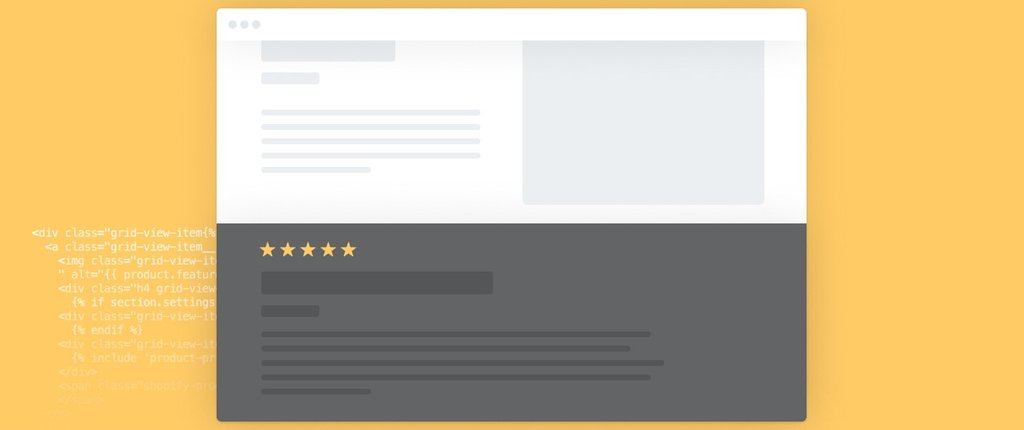 <div class="grid-view-item{%
<a class="grid-view-item__
<img class="grid-view-it
" alt="{{ product.featur
<div class="h4 grid-view
{% if section.settings
<div class="grid-view-it
{% endif %}
<div class="grid-view-it
{% include 'product-pr
</div>
<span class="shopify-pro
</span>
</a>